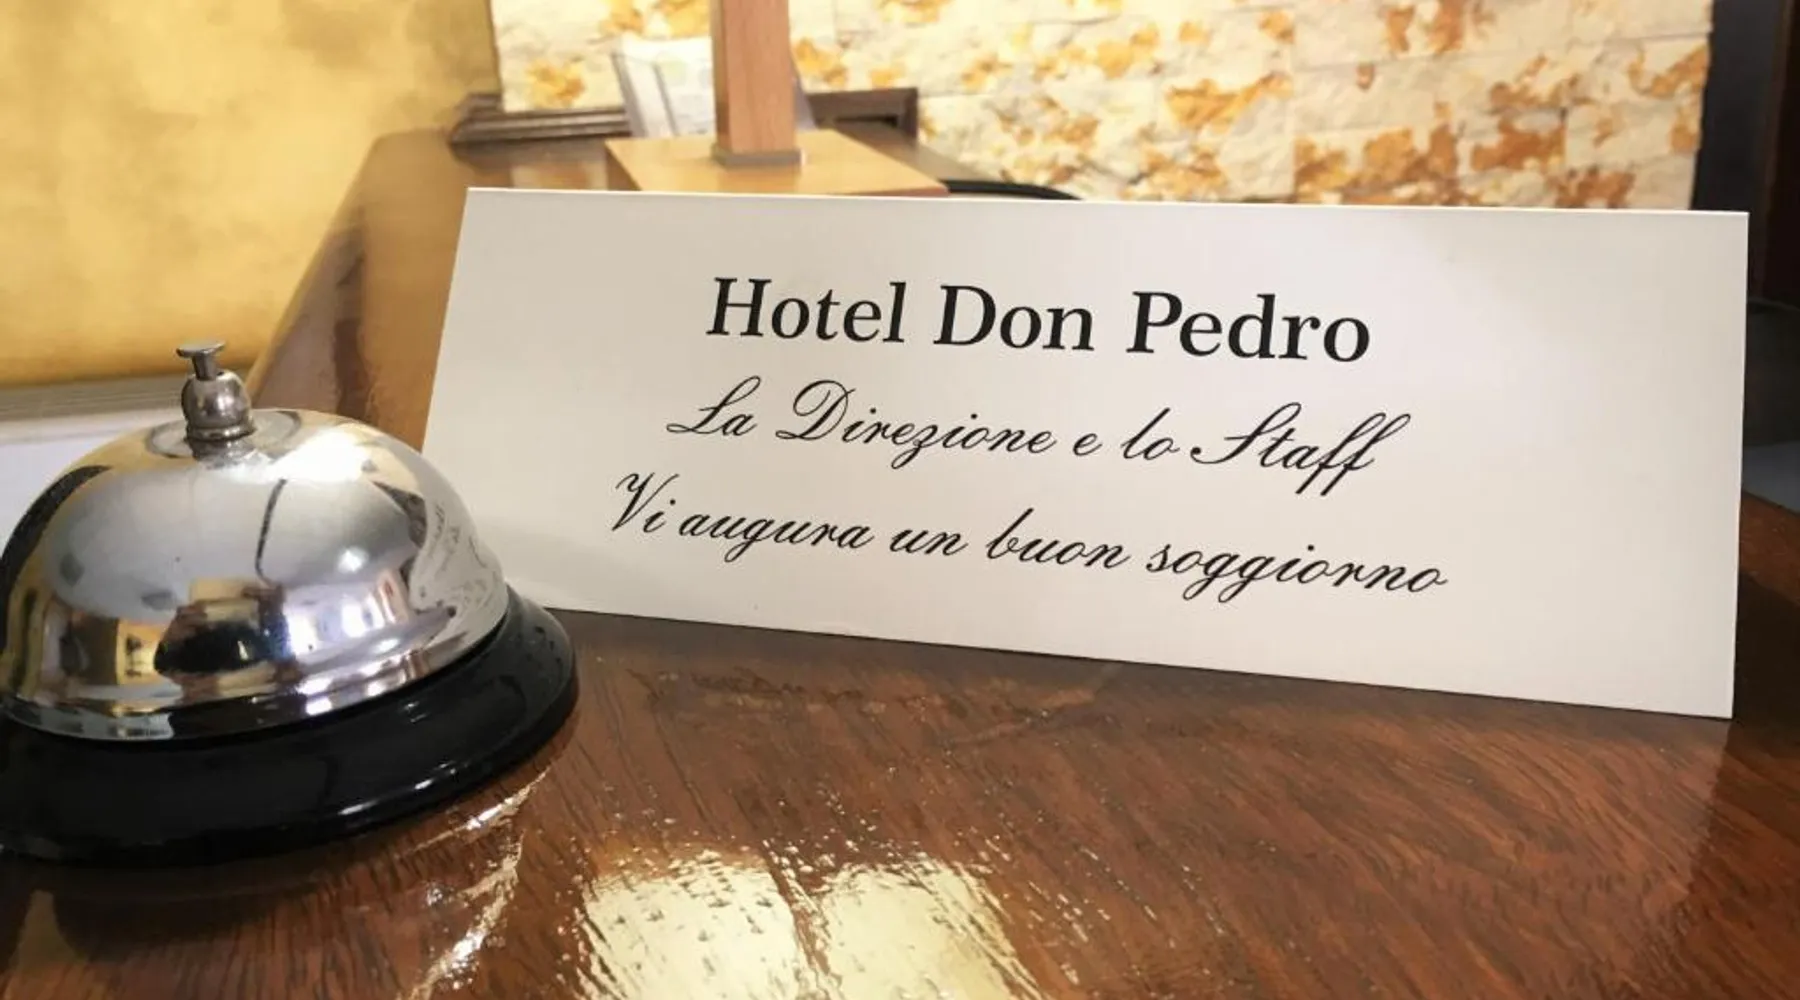 Hotel Don Pedro
La Direzione e lo Staff
Vi augura un buon soggiorno